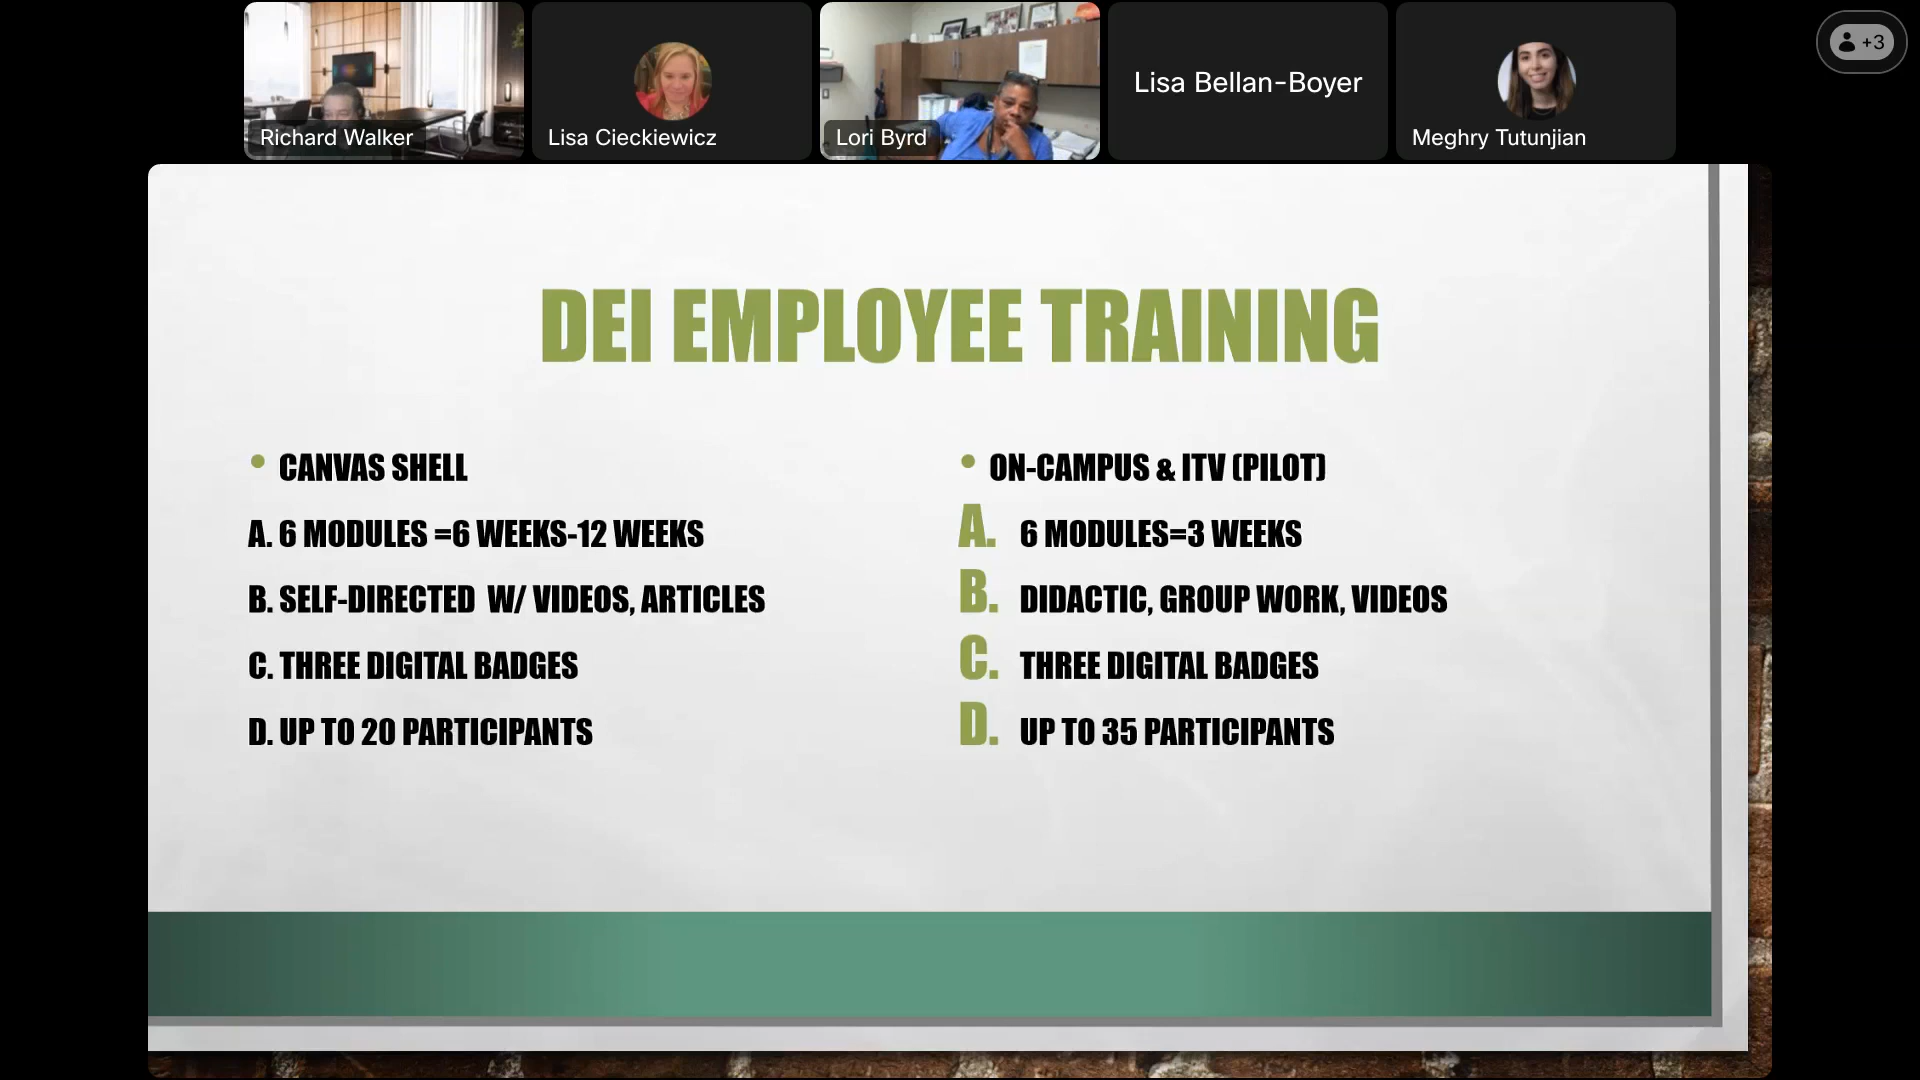 Richard Walker
Lisa Cieckiewicz
Lori Byrd
Lisa Bellan-Boyer
Meghry Tutunjian
+3
DEI EMPLOYEE TRAINING
• CANVAS SHELL
A. 6 MODULES =6 WEEKS-12 WEEKS
B. SELF-DIRECTED W/ VIDEOS, ARTICLES
C. THREE DIGITAL BADGES
D. UP TO 20 PARTICIPANTS
• ON-CAMPUS & ITV (PILOT)
A. 6 MODULES=3 WEEKS
B. DIDACTIC, GROUP WORK, VIDEOS
C. THREE DIGITAL BADGES
D. UP TO 35 PARTICIPANTS